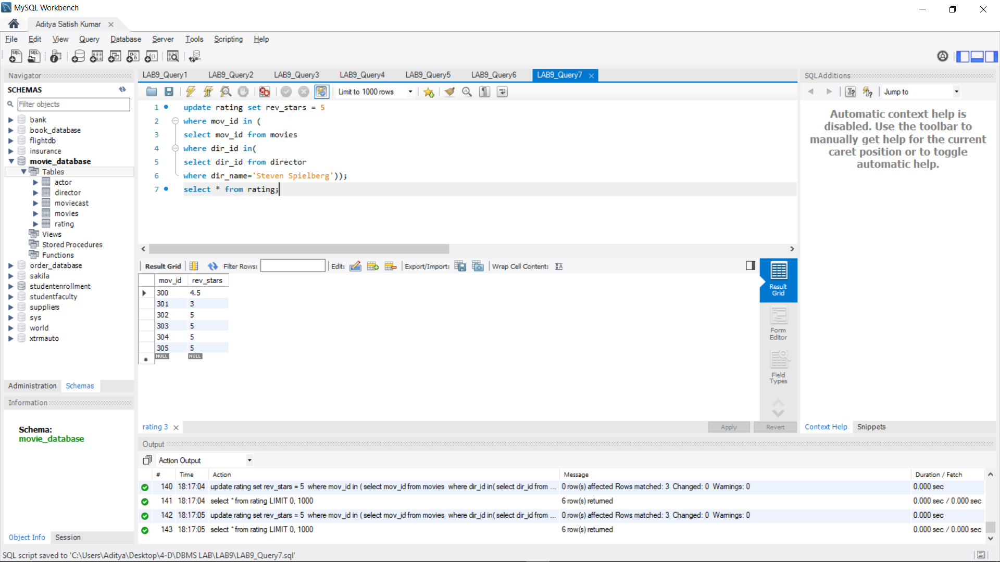 MySQL Workbench
Aditya Satish Kumar
File Edit View Query Database Server Tools Scripting Help
Navigator
SCHEMAS
Filter objects
bank
book_database
flightdb
insurance
movie_database
Tables
actor
director
moviecast
movies
rating
Views
Stored Procedures
Functions
order_database
sakila
studentenrollment
studentfaculty
suppliers
sys
world
xtrmauto
Administration Schemas
Information
Schema:
movie_database
Object Info Session
LAB9_Query1 LAB9_Query2 LAB9_Query3 LAB9_Query4 LAB9_Query5 LAB9_Query6 LAB9_Query7
Limit to 1000 rows
1 update rating set rev_stars = 5
2 where mov_id in (
3 select mov_id from movies
4 where dir_id in(
5 select dir_id from director
6 where dir_name='Steven Spielberg'));
7 select * from rating;
Result Grid Filter Rows: Edit: Export/Import: Wrap Cell Content:
mov_id rev_stars
300 4.5
301 3
302 5
303 5
304 5
305 5
NULL NULL
Result Grid
Form Editor
Field Types
rating 3
Apply Revert
SQLAdditions
Jump to
Automatic context help is
disabled. Use the toolbar to
manually get help for the current
caret position or to toggle
automatic help.
Context Help Snippets
Output
Action Output
# Time Action Message Duration / Fetch
140 18:17:04 update rating set rev_stars = 5 where mov_id in ( select mov_id from movies where dir_id in( select dir_id from ... 0 row(s) affected Rows matched: 3 Changed: 0 Warnings: 0 0.000 sec
141 18:17:04 select * from rating LIMIT 0, 1000 6 row(s) returned 0.000 sec / 0.000 sec
142 18:17:05 update rating set rev_stars = 5 where mov_id in ( select mov_id from movies where dir_id in( select dir_id from ... 0 row(s) affected Rows matched: 3 Changed: 0 Warnings: 0 0.000 sec
143 18:17:05 select * from rating LIMIT 0, 1000 6 row(s) returned 0.000 sec / 0.000 sec
SQL script saved to 'C:\Users\Aditya\Desktop\4-D\DBMS LAB\LAB9\LAB9_Query7.sql'